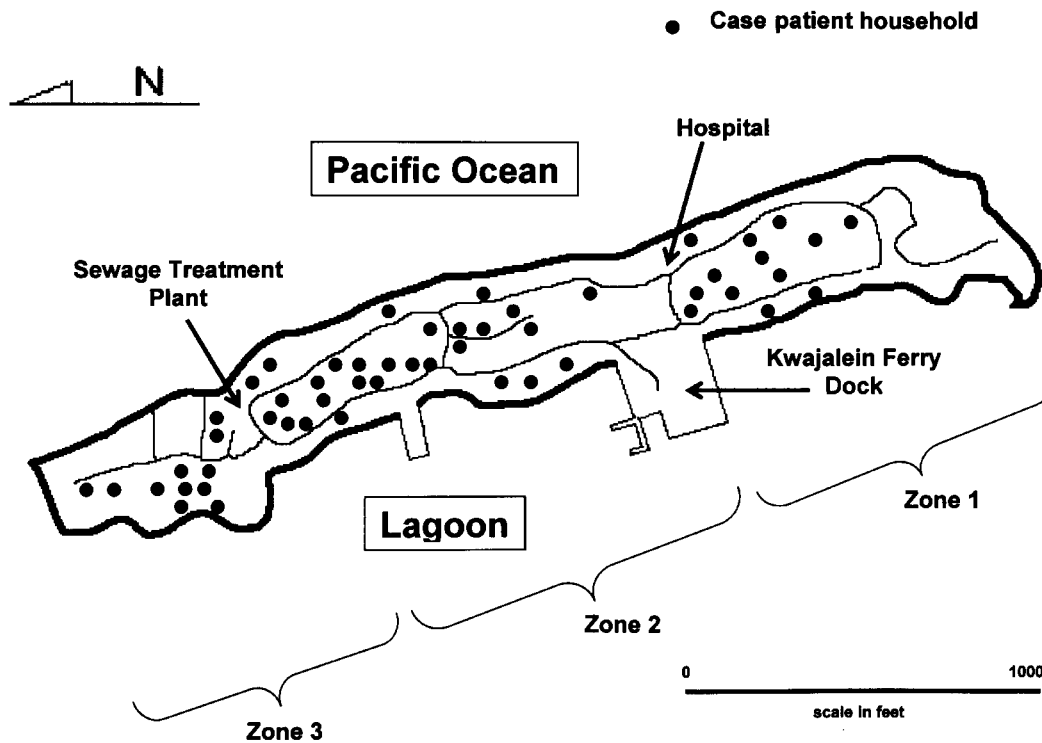 Case patient household
N
Hospital
Pacific Ocean
Sewage Treatment
Plant
Kwajalein Ferry
Dock
Zone 1
Lagoon
Zone 2
0 1000
scale in feet
Zone 3